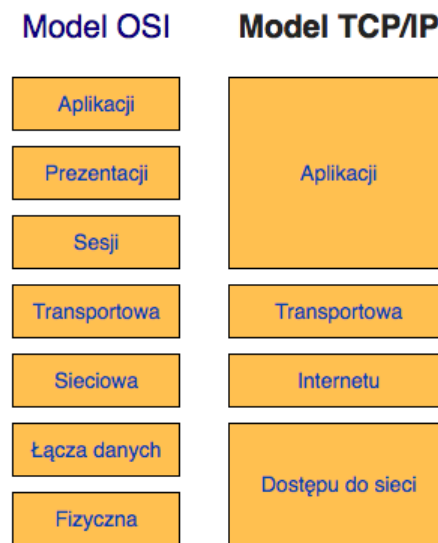 Model OSI
Model TCP/IP
Aplikacji
Prezentacji
Sesji
Transportowa
Sieciowa
Łącza danych
Fizyczna
Aplikacji
Transportowa
Internetu
Dostępu do sieci